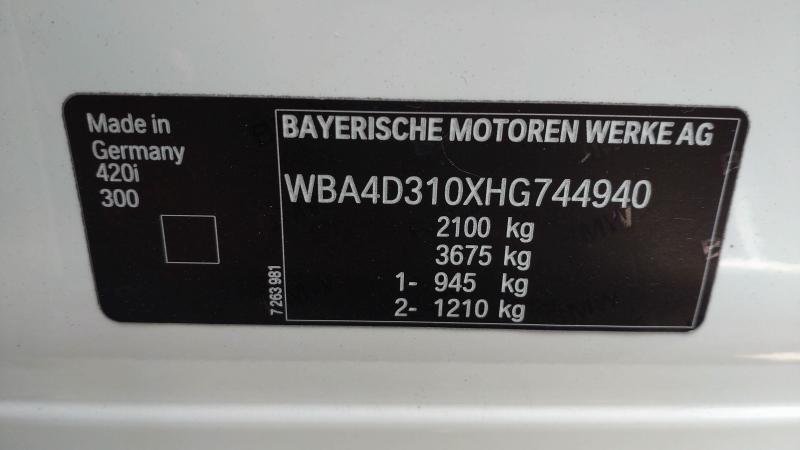 Made in
Germany
420i
300
7 263 981
BAYERISCHE MOTOREN WERKE AG
WBA4D310XHG744940
2100 kg
3675 kg
1- 945 kg
2- 1210 kg